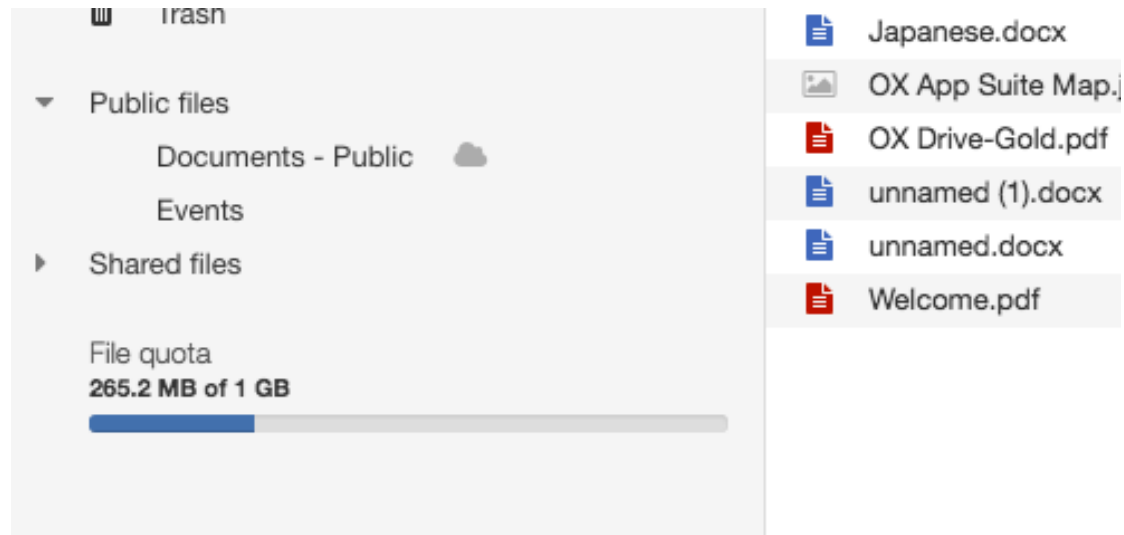 Trash
Public files
Documents - Public
Events
Shared files
File quota
265.2 MB of 1 GB
Japanese.docx
OX App Suite Map.j
OX Drive-Gold.pdf
unnamed (1).docx
unnamed.docx
Welcome.pdf